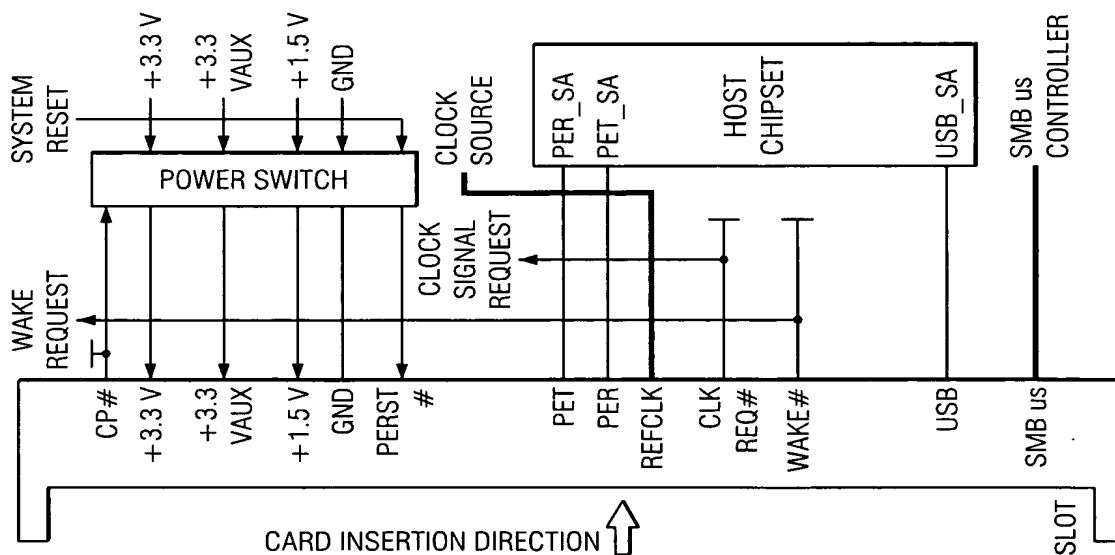 SYSTEM
RESET
+3.3 V
+3.3
VAUX
+1.5 V
GND
POWER SWITCH
CLOCK
SOURCE
PER_SA
PET_SA
HOST
CHIPSET
USB_SA
SMB us
CONTROLLER
WAKE
REQUEST
CLOCK
SIGNAL
REQUEST
CP#
+3.3 V
+3.3
VAUX
+1.5 V
GND
PERST
#
PET
PER
REFCLK
CLK
REQ#
WAKE#
USB
SMB us
CARD INSERTION DIRECTION
SLOT